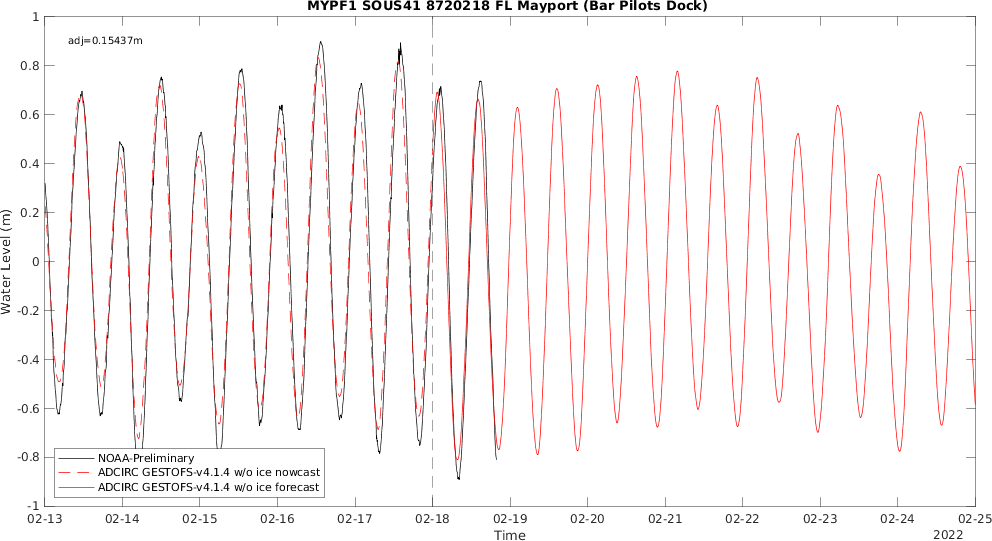 MYPF1 SOUS41 8720218 FL Mayport (Bar Pilots Dock)
adj=0.15437m
1
0.8
0.6
0.4
0.2
0
-0.2
-0.4
-0.6
-0.8
-1
Water Level (m)
NOAA-Preliminary
ADCIRC GESTOFS-v4.1.4 w/o ice nowcast
ADCIRC GESTOFS-v4.1.4 w/o ice forecast
02-13 02-14 02-15 02-16 02-17 02-18 02-19 02-20 02-21 02-22 02-23 02-24 02-25
Time
2022